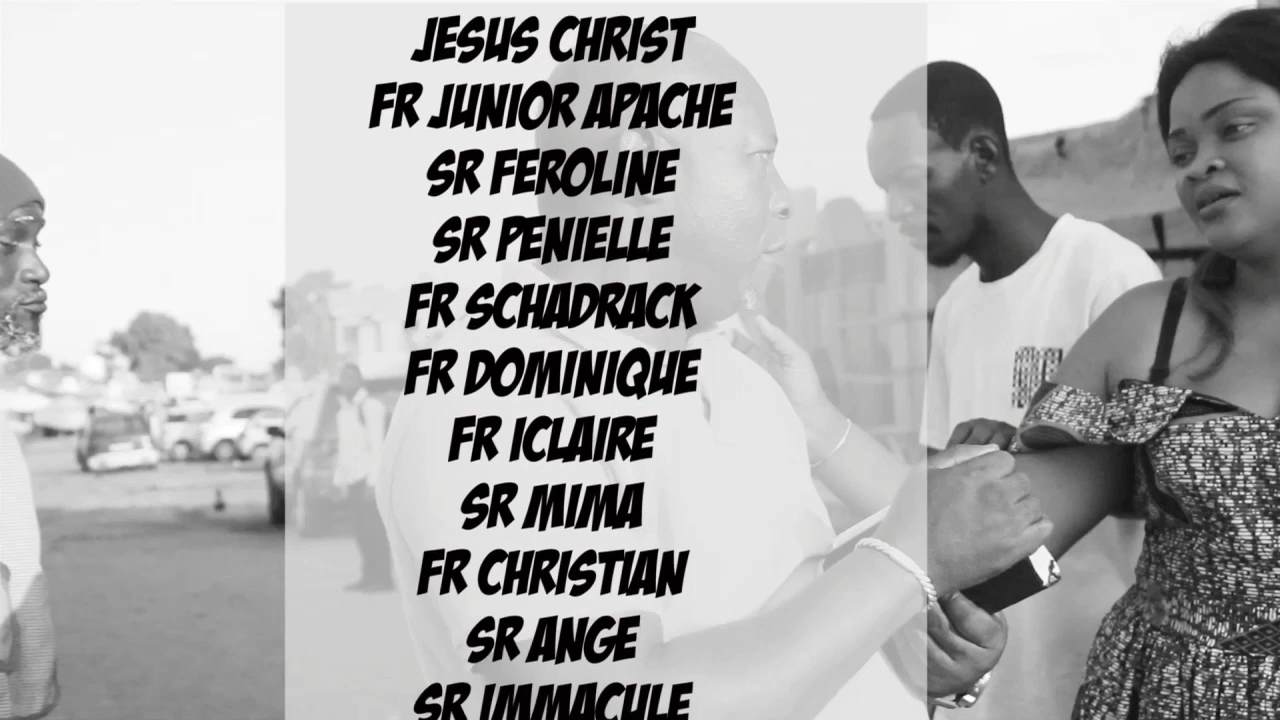 JESUS CHRIST
FR JUNIOR APACHE
SR FEROLINE
SR PENIELLE
FR SCHADRACK
FR DOMINIQUE
FR ICLAIRE
SR MIMA
FR CHRISTIAN
SR ANGE
SR IMMACULE